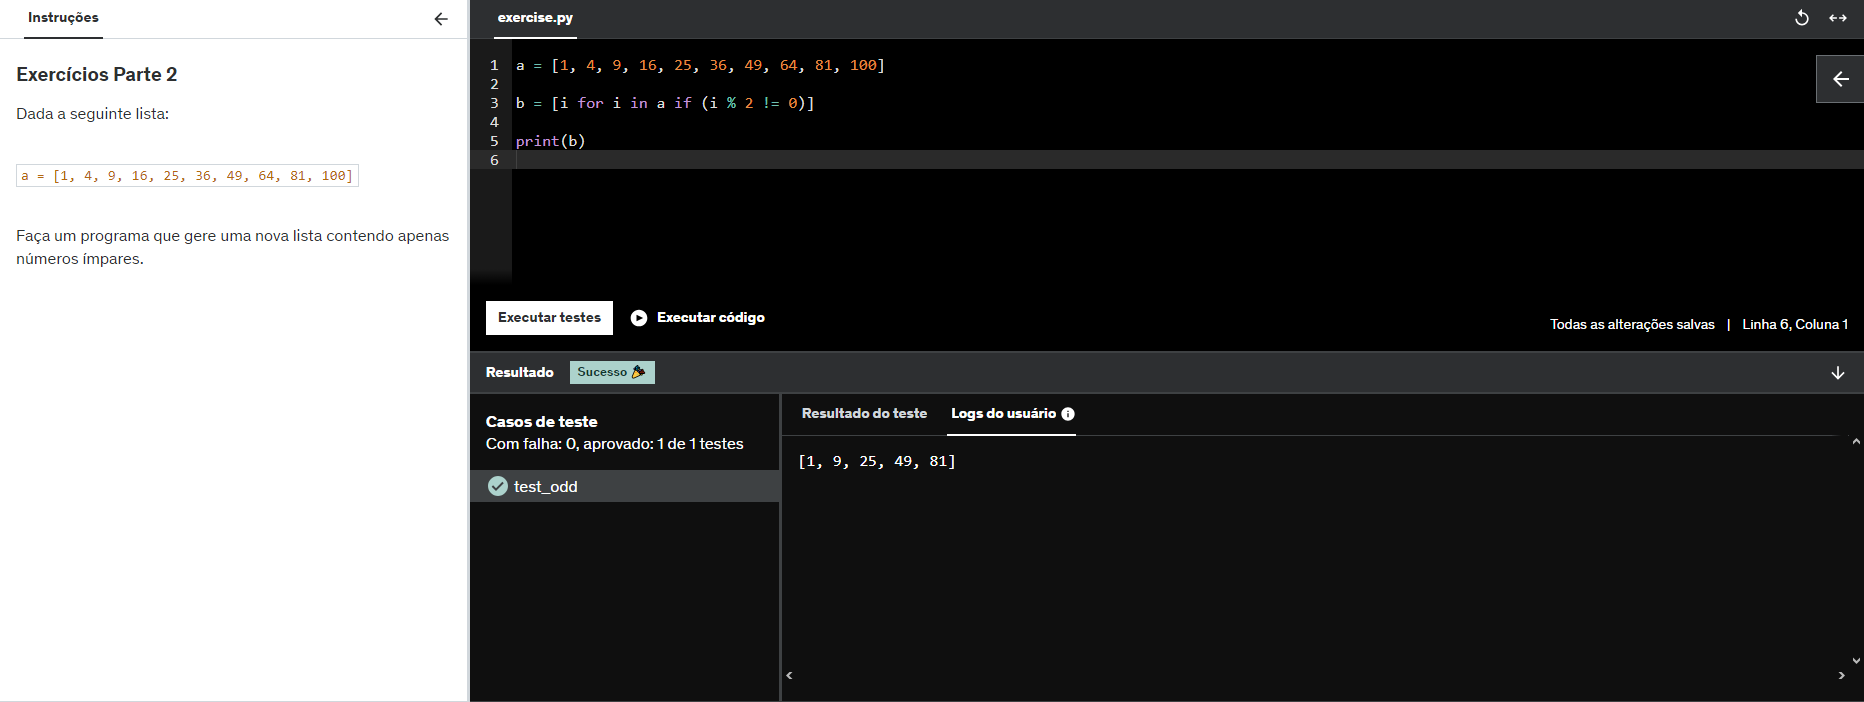 Instruções
Exercícios Parte 2
Dada a seguinte lista:
a = [1, 4, 9, 16, 25, 36, 49, 64, 81, 100]
Faça um programa que gere uma nova lista contendo apenas
números ímpares.
exercise.py
1 a = [1, 4, 9, 16, 25, 36, 49, 64, 81, 100]
2
3 b = [i for i in a if (i % 2 != 0)]
4
5 print(b)
6
Executar testes Executar código
Todas as alterações salvas | Linha 6, Coluna 1
Resultado Sucesso
Casos de teste
Com falha: 0, aprovado: 1 de 1 testes
test_odd
Resultado do teste Logs do usuário
[1, 9, 25, 49, 81]